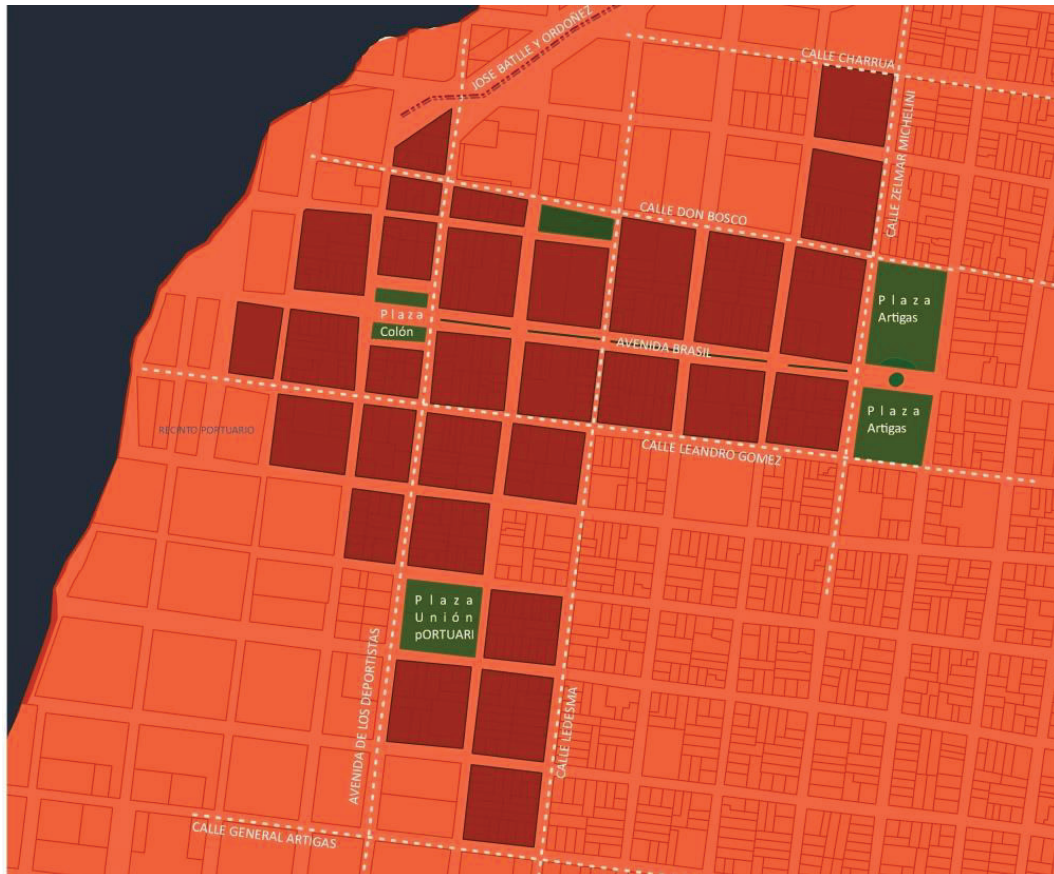 JOSE BATLLE Y ORDOÑEZ
CALLE CHARRUA
CALLE ZELMAR MICHELINI
CALLE DON BOSCO
Plaza
Artigas
Plaza
Colón
AVENIDA BRASIL
Plaza
Artigas
RECINTO PORTUARIO
CALLE LEANDRO GOMEZ
Plaza
Unión
pORTUARI
AVENIDA DE LOS DEPORTISTAS
CALLE LEDESMA
CALLE GENERAL ARTIGAS